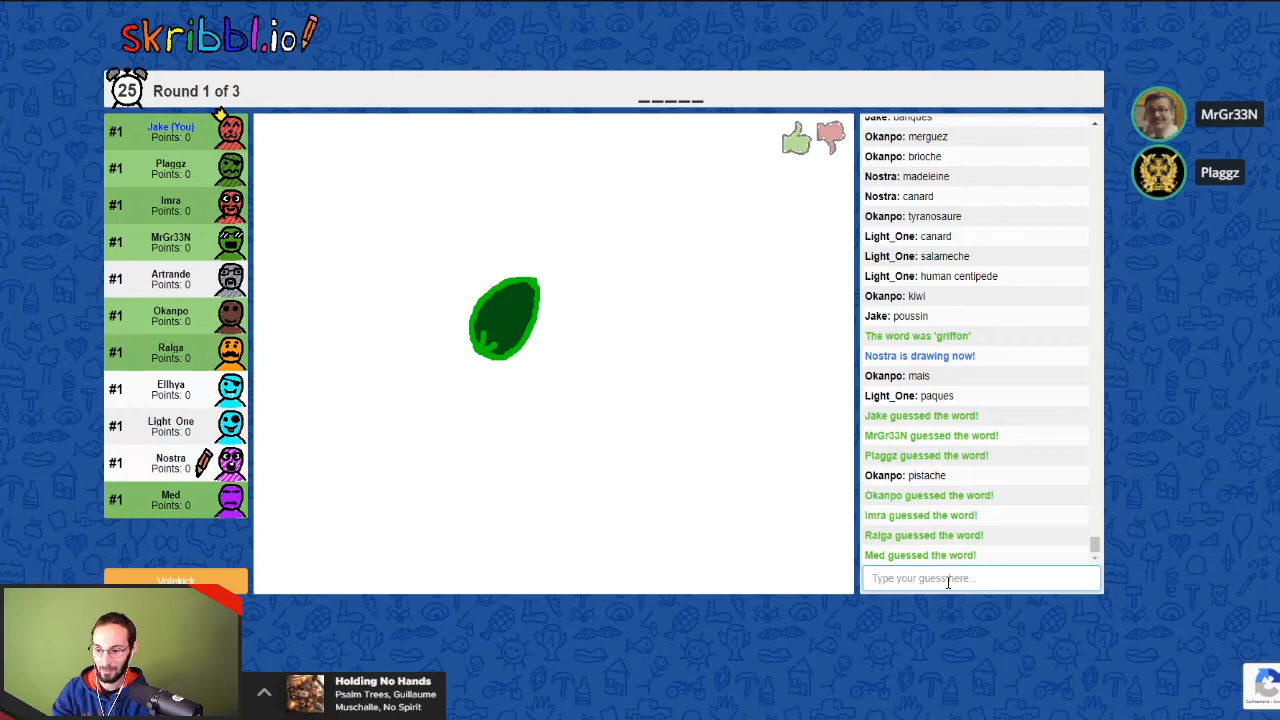 skribbl.io
25
Round 1 of 3
_____
#1
Jake (You)
Points: 0
#1
Plaggz
Points: 0
#1
Imra
Points: 0
#1
MrGr33N
Points: 0
#1
Artrande
Points: 0
#1
Okanpo
Points: 0
#1
Ralga
Points: 0
#1
Ellhya
Points: 0
#1
Light_One
Points: 0
#1
Nostra
Points: 0
#1
Med
Points: 0
Votekick
Jake: banques
Okanpo: merguez
Okanpo: brioche
Nostra: madeleine
Nostra: canard
Okanpo: tyranosaure
Light_One: canard
Light_One: salameche
Light_One: human centipede
Okanpo: kiwi
Jake: poussin
The word was 'griffon'
Nostra is drawing now!
Okanpo: mais
Light_One: paques
Jake guessed the word!
MrGr33N guessed the word!
Plaggz guessed the word!
Okanpo: pistache
Okanpo guessed the word!
Imra guessed the word!
Ralga guessed the word!
Med guessed the word!
Type your guess here...
MrGr33N
Plaggz
Holding No Hands
Psalm Trees, Guillaume
Muschalle, No Spirit